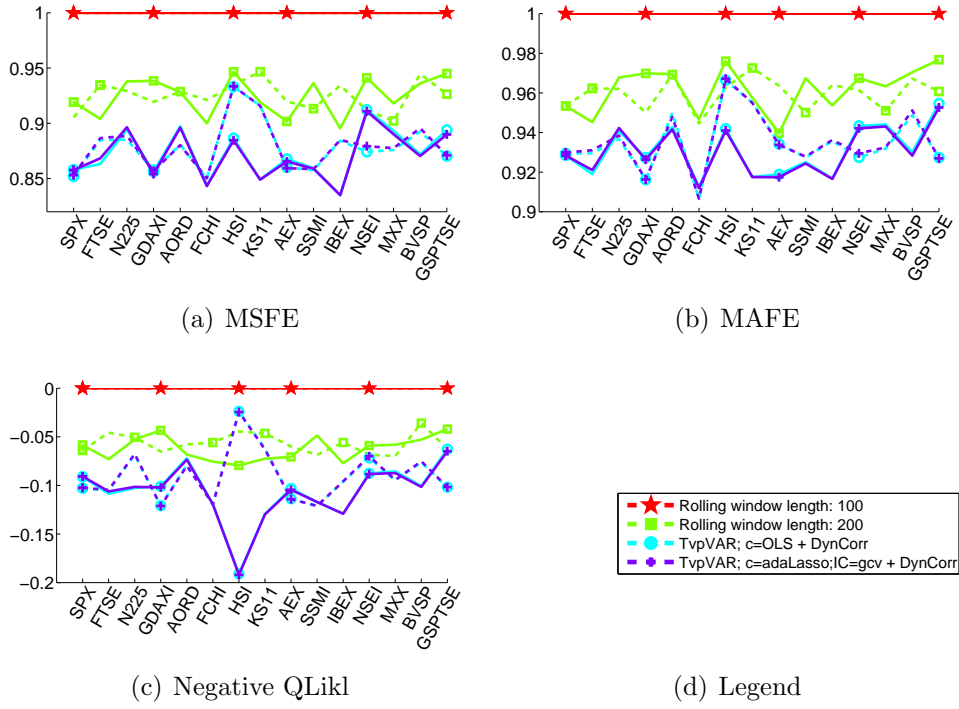 1
0.95
0.9
0.85
SPX
FTSE
N225
GDAXI
AORD
FCHI
HSI
KS11
AEX
SSMI
IBEX
NSEI
MXX
BVSP
GSPTSE
(a) MSFE
1
0.98
0.96
0.94
0.92
0.9
SPX
FTSE
N225
GDAXI
AORD
FCHI
HSI
KS11
AEX
SSMI
IBEX
NSEI
MXX
BVSP
GSPTSE
(b) MAFE
0
−0.05
−0.1
−0.15
−0.2
SPX
FTSE
N225
GDAXI
AORD
FCHI
HSI
KS11
AEX
SSMI
IBEX
NSEI
MXX
BVSP
GSPTSE
(c) Negative QLikl
Rolling window length: 100
Rolling window length: 200
TvpVAR; c=OLS + DynCorr
TvpVAR; c=adaLasso;IC=gcv + DynCorr
(d) Legend